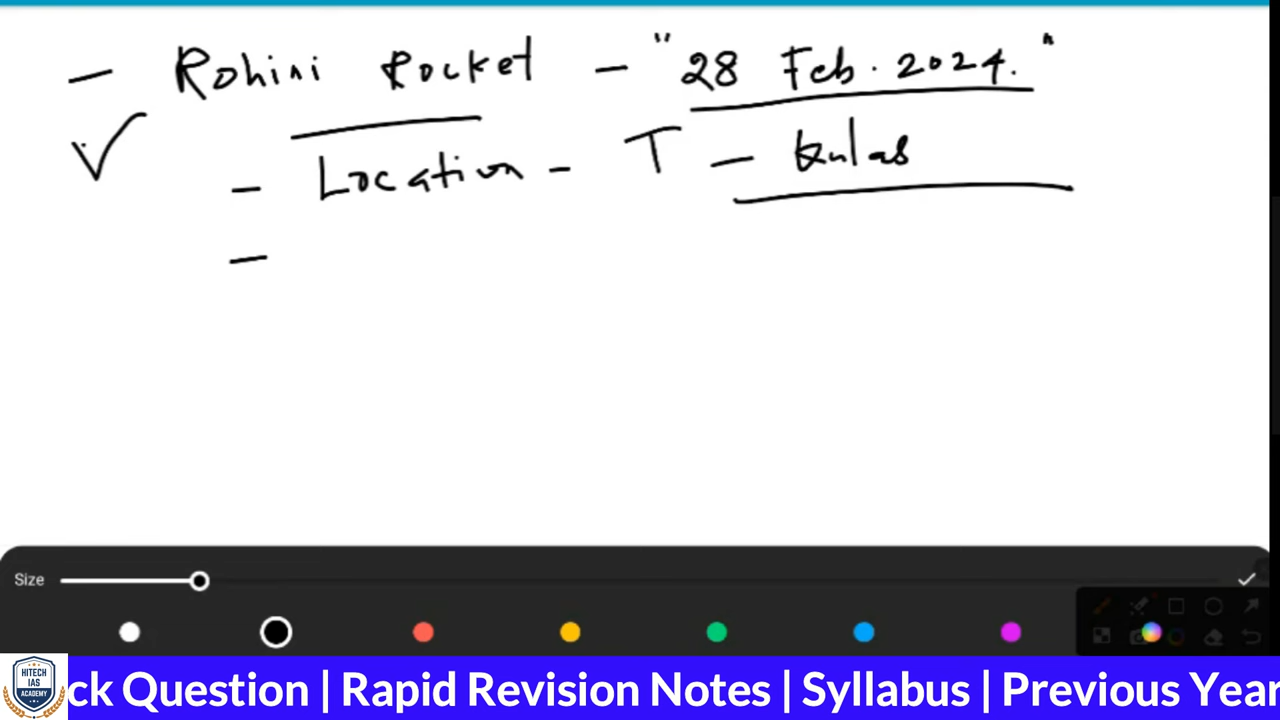 - Rohini Rocket - "28 Feb. 2024."
- Location - T - Kulas
-
Size
HITECH
IAS
ACADEMY
ck Question | Rapid Revision Notes | Syllabus | Previous Year